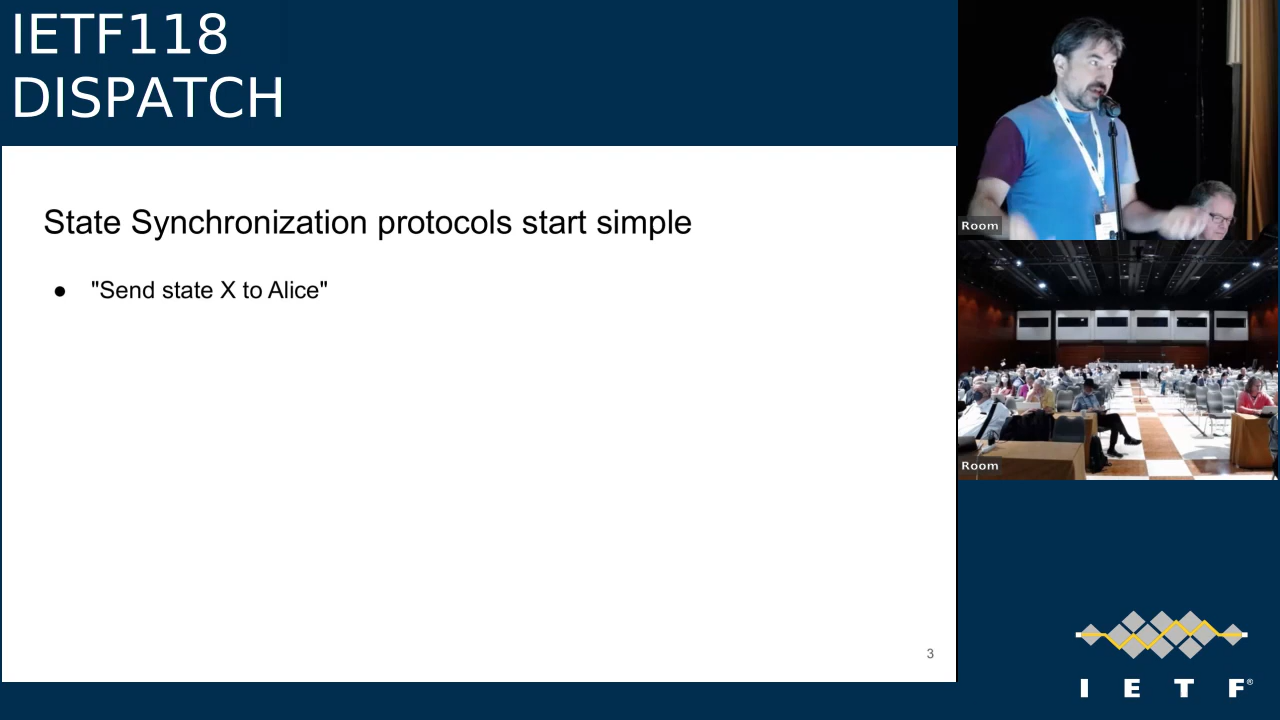 IETF118
DISPATCH
State Synchronization protocols start simple
● "Send state X to Alice"
3
Room
Room
I E T F®